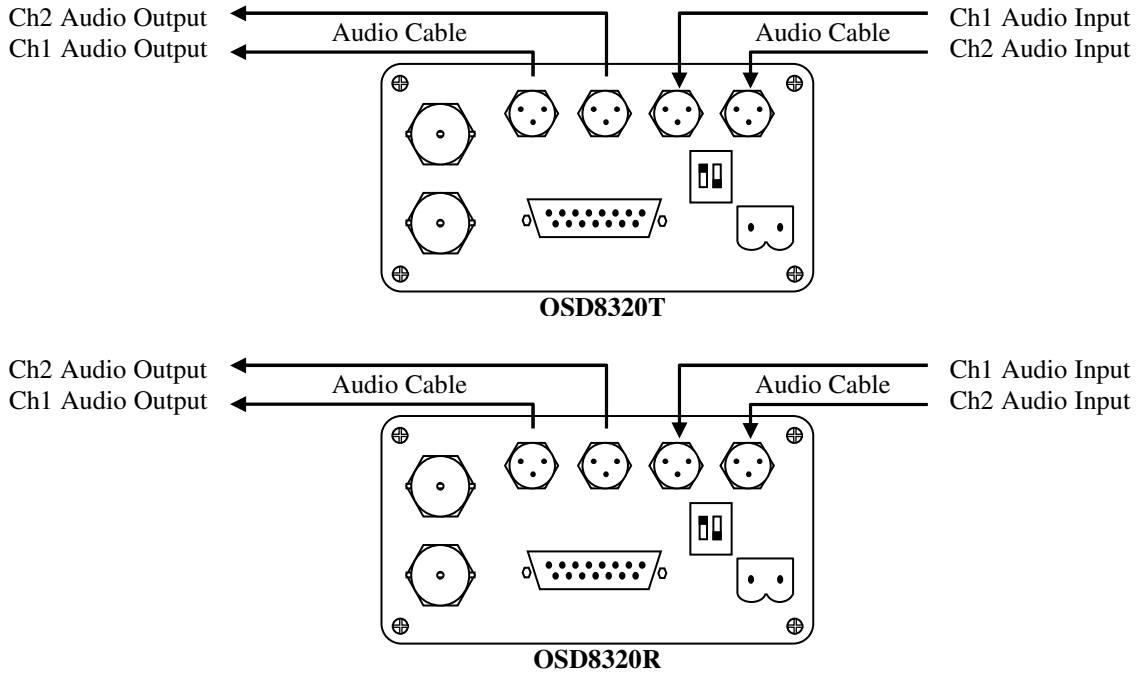 Ch2 Audio Output
Ch1 Audio Output
Audio Cable
Audio Cable
Ch1 Audio Input
Ch2 Audio Input
OSD8320T
Ch2 Audio Output
Ch1 Audio Output
Audio Cable
Audio Cable
Ch1 Audio Input
Ch2 Audio Input
OSD8320R